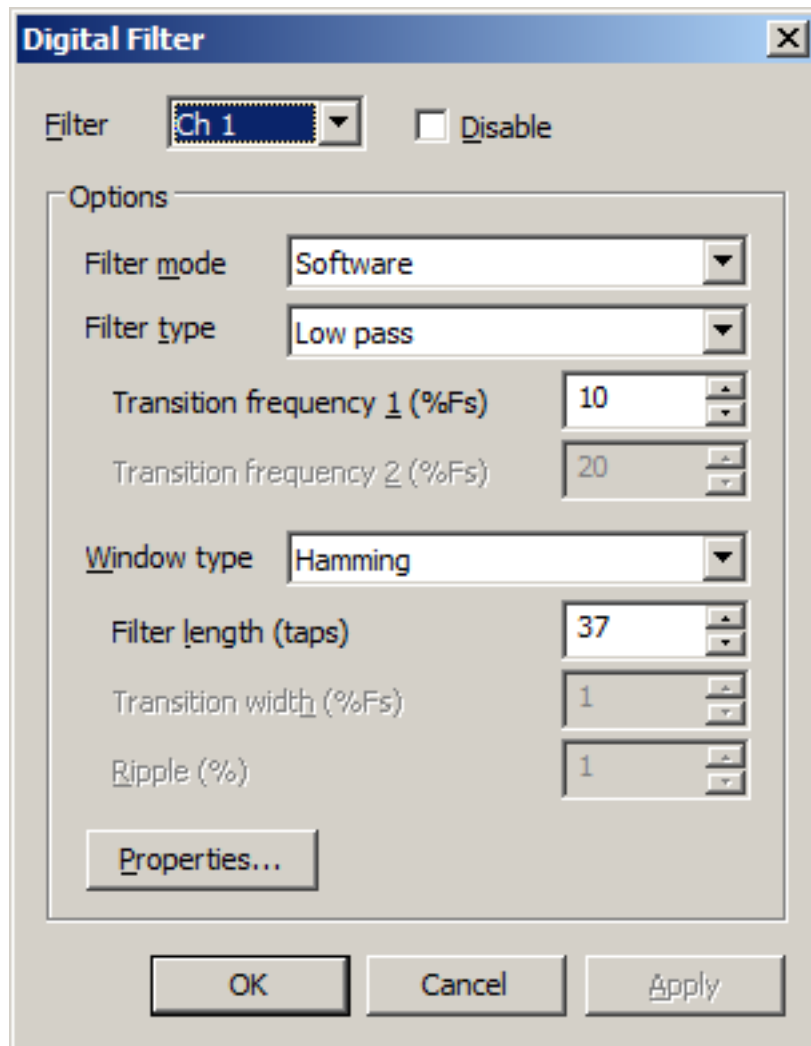 Digital Filter
Filter Ch 1 Disable
Options
Filter mode Software
Filter type Low pass
Transition frequency 1 (%Fs) 10
Transition frequency 2 (%Fs) 20
Window type Hamming
Filter length (taps) 37
Transition width (%Fs) 1
Ripple (%) 1
Properties...
OK Cancel Apply